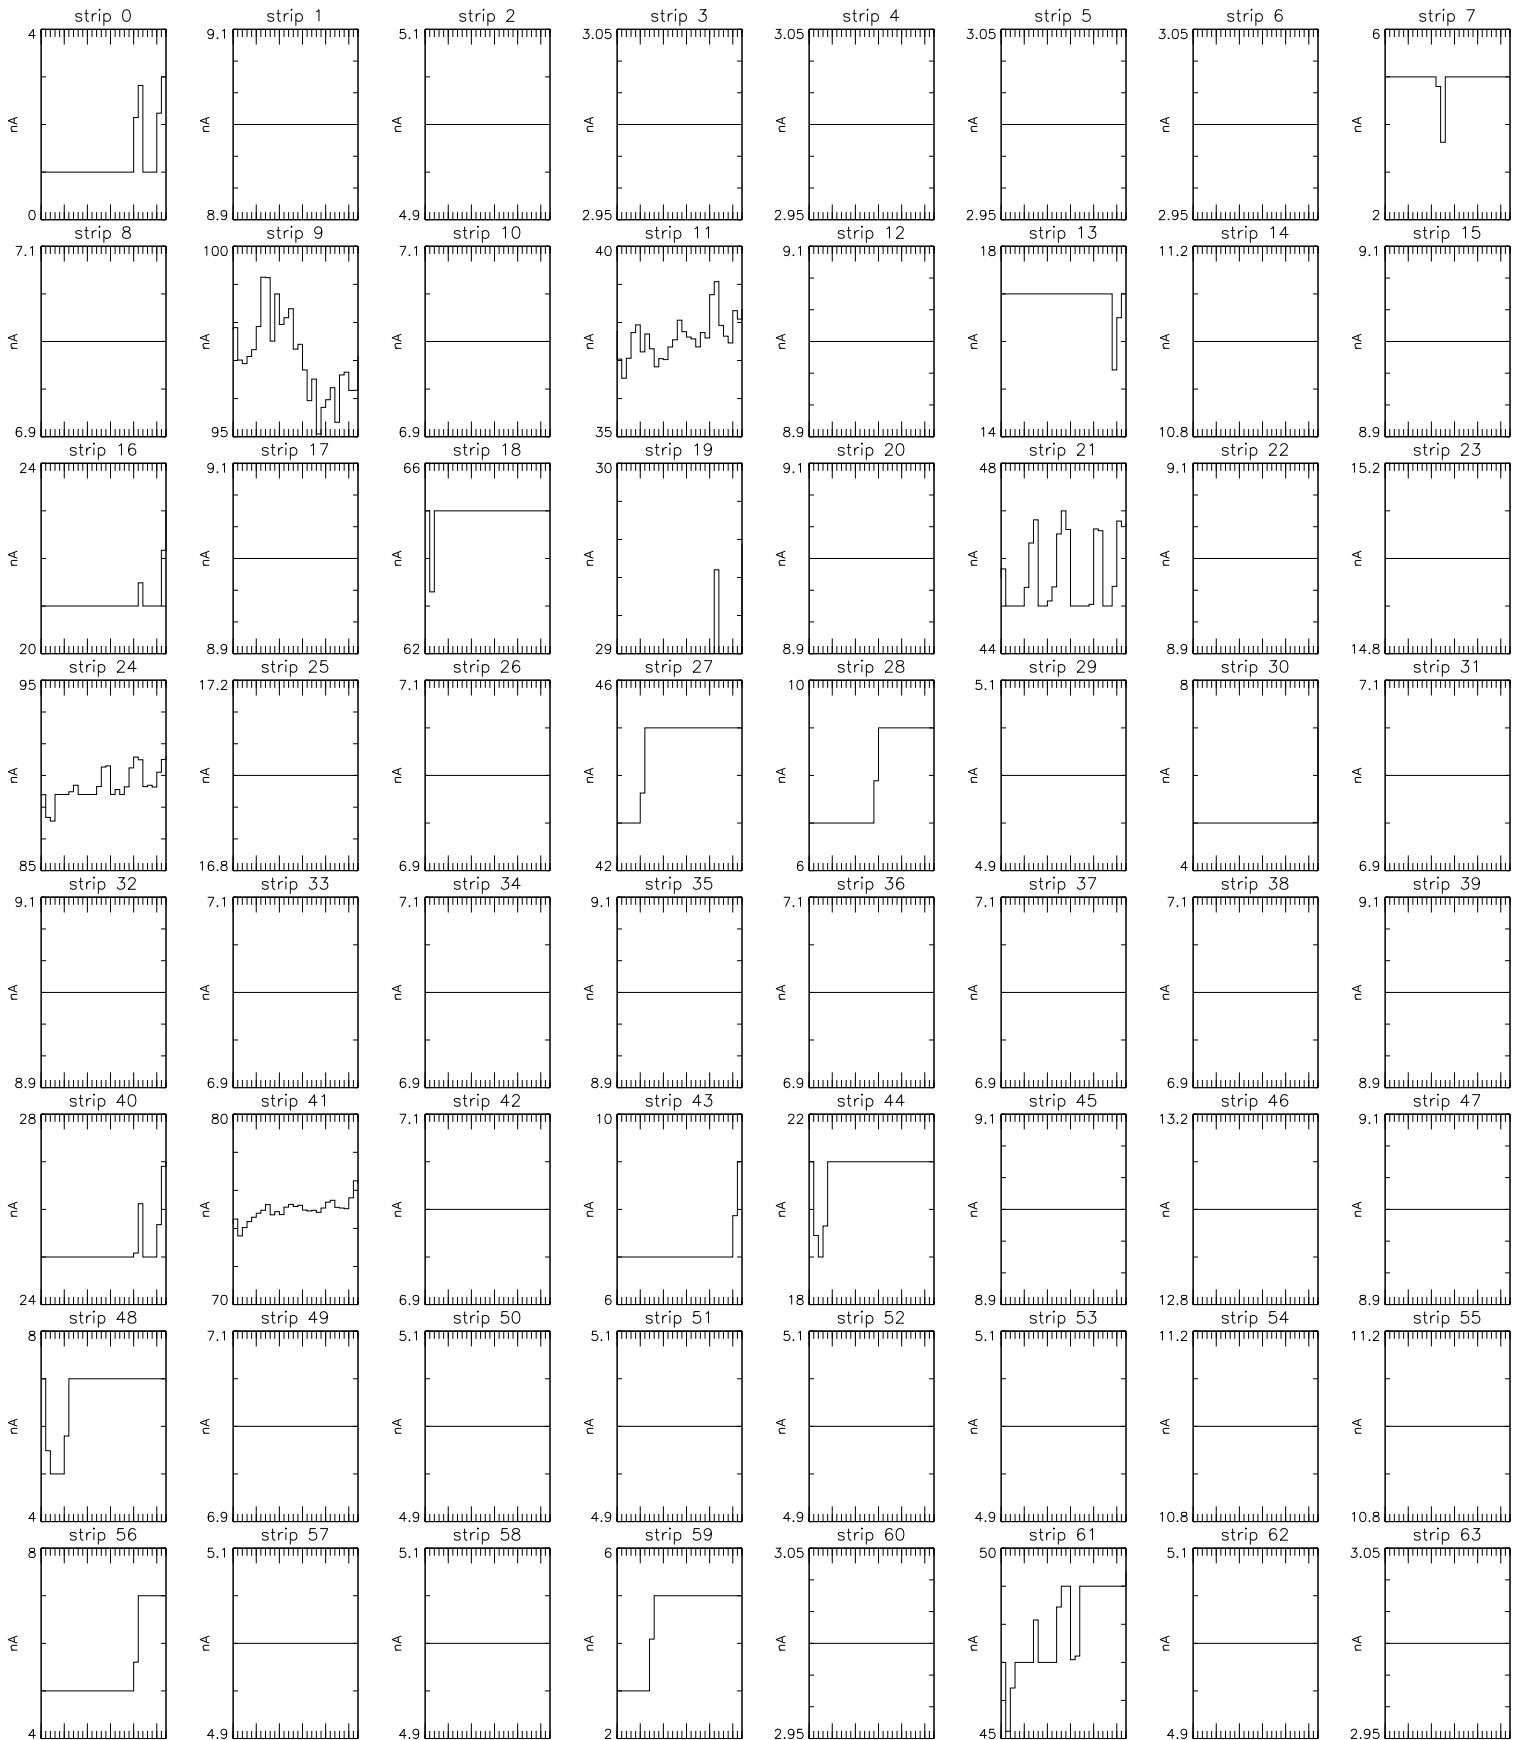 strip 0 strip 1 strip 2 strip 3 strip 4 strip 5 strip 6 strip 7
4 9.1 5.1 3.05 3.05 3.05 3.05 6
nA nA nA nA nA nA nA nA
0 8.9 4.9 2.95 2.95 2.95 2.95 2
strip 8 strip 9 strip 10 strip 11 strip 12 strip 13 strip 14 strip 15
7.1 100 7.1 40 9.1 18 11.2 9.1
nA nA nA nA nA nA nA nA
6.9 95 6.9 35 8.9 14 10.8 8.9
strip 16 strip 17 strip 18 strip 19 strip 20 strip 21 strip 22 strip 23
24 9.1 66 30 9.1 48 9.1 15.2
nA nA nA nA nA nA nA nA
20 8.9 62 29 8.9 44 8.9 14.8
strip 24 strip 25 strip 26 strip 27 strip 28 strip 29 strip 30 strip 31
95 17.2 7.1 46 10 5.1 8 7.1
nA nA nA nA nA nA nA nA
85 16.8 6.9 42 6 4.9 4 6.9
strip 32 strip 33 strip 34 strip 35 strip 36 strip 37 strip 38 strip 39
9.1 7.1 7.1 9.1 7.1 7.1 7.1 9.1
nA nA nA nA nA nA nA nA
8.9 6.9 6.9 8.9 6.9 6.9 6.9 8.9
strip 40 strip 41 strip 42 strip 43 strip 44 strip 45 strip 46 strip 47
28 80 7.1 10 22 9.1 13.2 9.1
nA nA nA nA nA nA nA nA
24 70 6.9 6 18 8.9 12.8 8.9
strip 48 strip 49 strip 50 strip 51 strip 52 strip 53 strip 54 strip 55
8 7.1 5.1 5.1 5.1 5.1 11.2 11.2
nA nA nA nA nA nA nA nA
4 6.9 4.9 4.9 4.9 4.9 10.8 10.8
strip 56 strip 57 strip 58 strip 59 strip 60 strip 61 strip 62 strip 63
8 5.1 5.1 6 3.05 50 5.1 3.05
nA nA nA nA nA nA nA nA
4 4.9 4.9 2 2.95 45 4.9 2.95